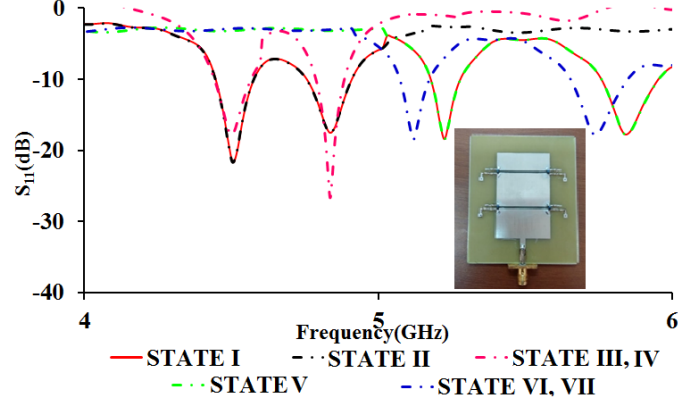 0
-10
-20
-30
-40
S11(dB)
4
5
6
Frequency(GHz)
STATE I
STATE II
STATE III, IV
STATE V
STATE VI, VII